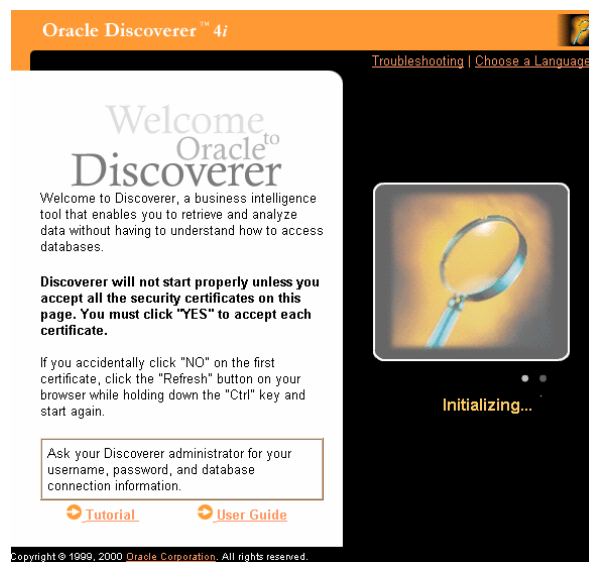 Oracle Discoverer ™ 4i
Troubleshooting | Choose a Language
Welcome
to
Oracle
Discoverer
Welcome to Discoverer, a business intelligence
tool that enables you to retrieve and analyze
data without having to understand how to access
databases.
Discoverer will not start properly unless you
accept all the security certificates on this
page. You must click "YES" to accept each
certificate.
If you accidentally click "NO" on the first
certificate, click the "Refresh" button on your
browser while holding down the "Ctrl" key and
start again.
Initializing...
Ask your Discoverer administrator for your
username, password, and database
connection information.
Tutorial User Guide
Copyright © 1999, 2000 Oracle Corporation. All rights reserved.